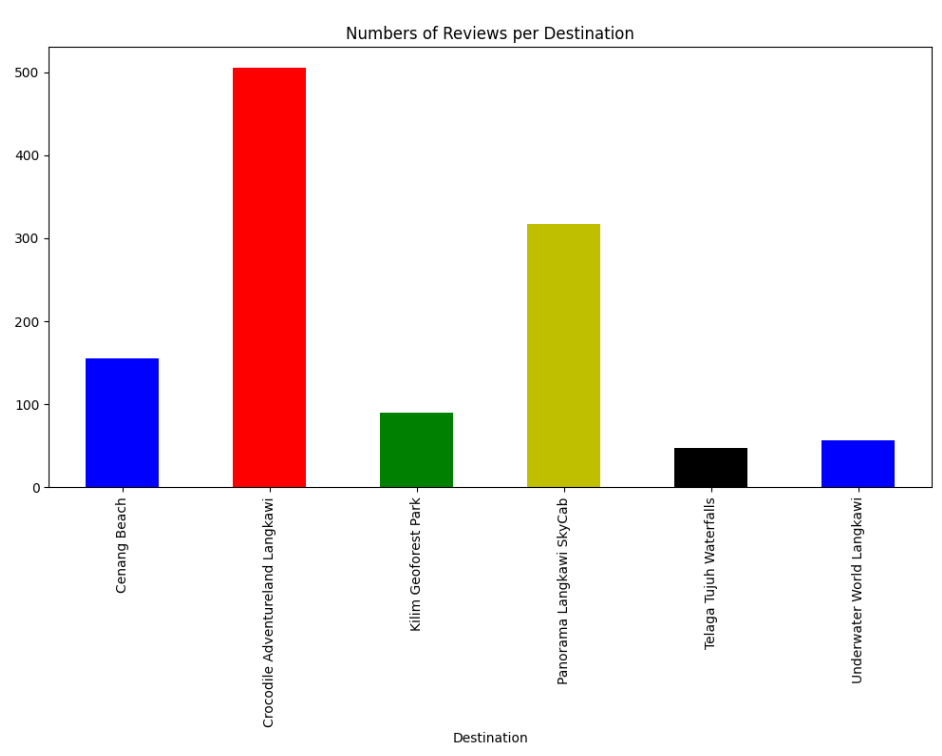 Numbers of Reviews per Destination
500
400
300
200
100
0
Cenang Beach
Crocodile Adventureland Langkawi
Kilim Geoforest Park
Panorama Langkawi SkyCab
Telaga Tujuh Waterfalls
Underwater World Langkawi
Destination